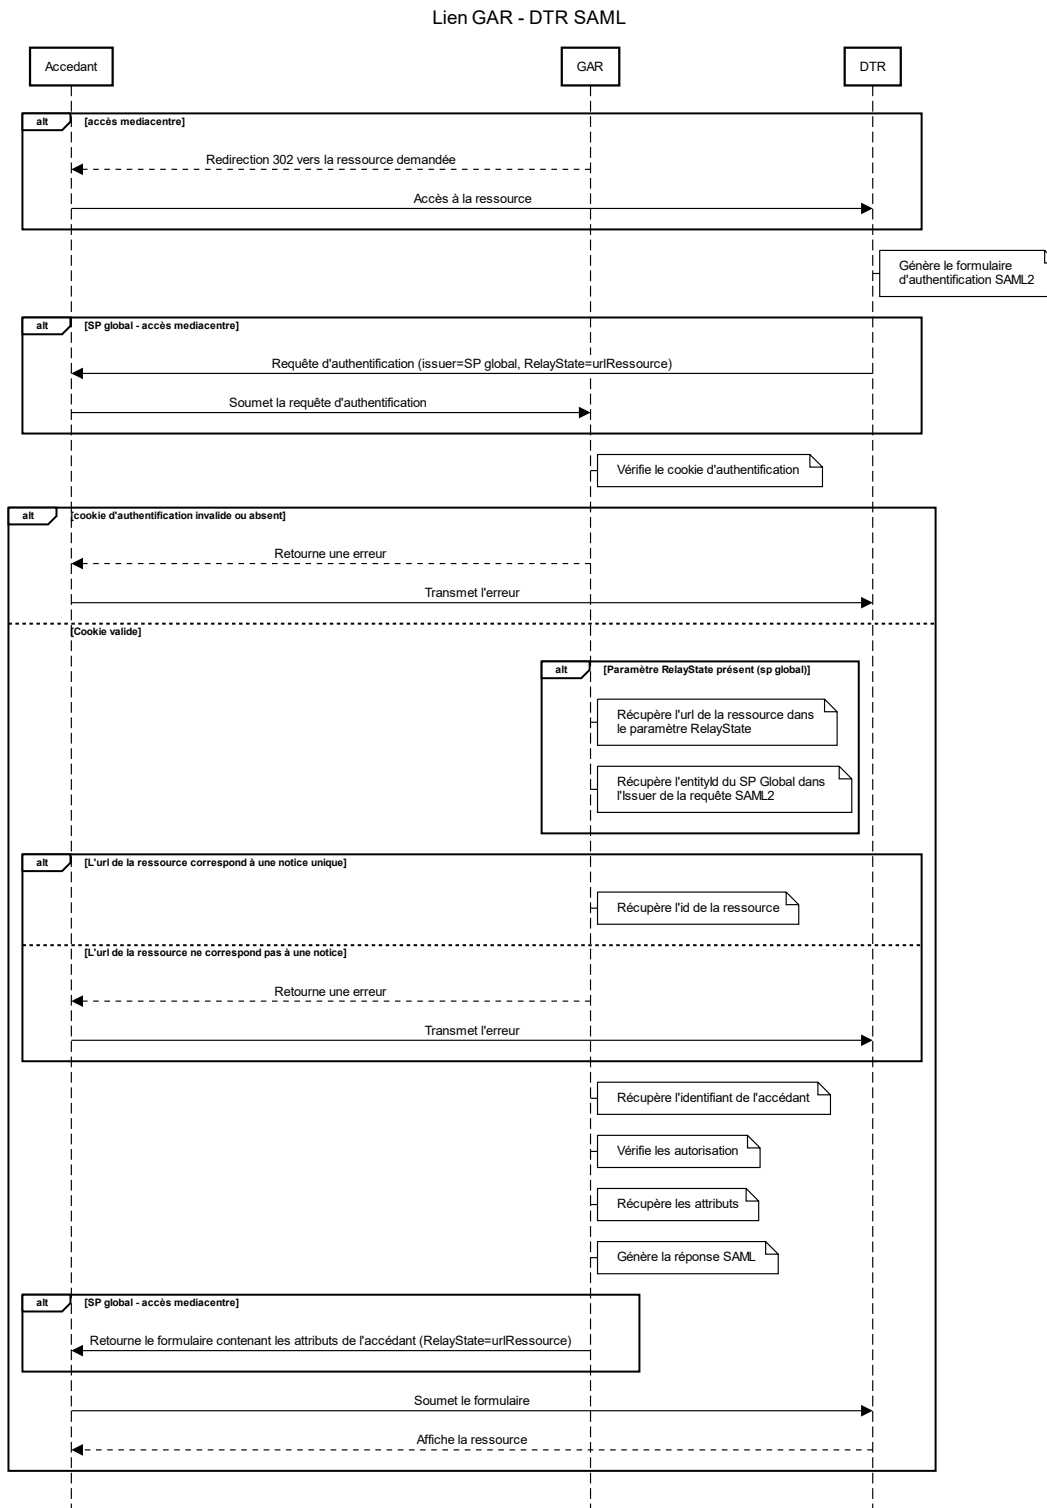 Lien GAR - DTR SAML
Accedant
GAR
DTR
alt
[accès mediacentre]
Redirection 302 vers la ressource demandée
Accès à la ressource
Génère le formulaire
d'authentification SAML2
alt
[SP global - accès mediacentre]
Requête d'authentification (issuer=SP global, RelayState=urlRessource)
Soumet la requête d'authentification
Vérifie le cookie d'authentification
alt
[cookie d'authentification invalide ou absent]
Retourne une erreur
Transmet l'erreur
[Cookie valide]
alt
[Paramètre RelayState présent (sp global)]
Récupère l'url de la ressource dans
le paramètre RelayState
Récupère l'entityId du SP Global dans
l'Issuer de la requête SAML2
alt
[L'url de la ressource correspond à une notice unique]
Récupère l'id de la ressource
[L'url de la ressource ne correspond pas à une notice]
Retourne une erreur
Transmet l'erreur
Récupère l'identifiant de l'accédant
Vérifie les autorisation
Récupère les attributs
Génère la réponse SAML
alt
[SP global - accès mediacentre]
Retourne le formulaire contenant les attributs de l'accédant (RelayState=urlRessource)
Soumet le formulaire
Affiche la ressource